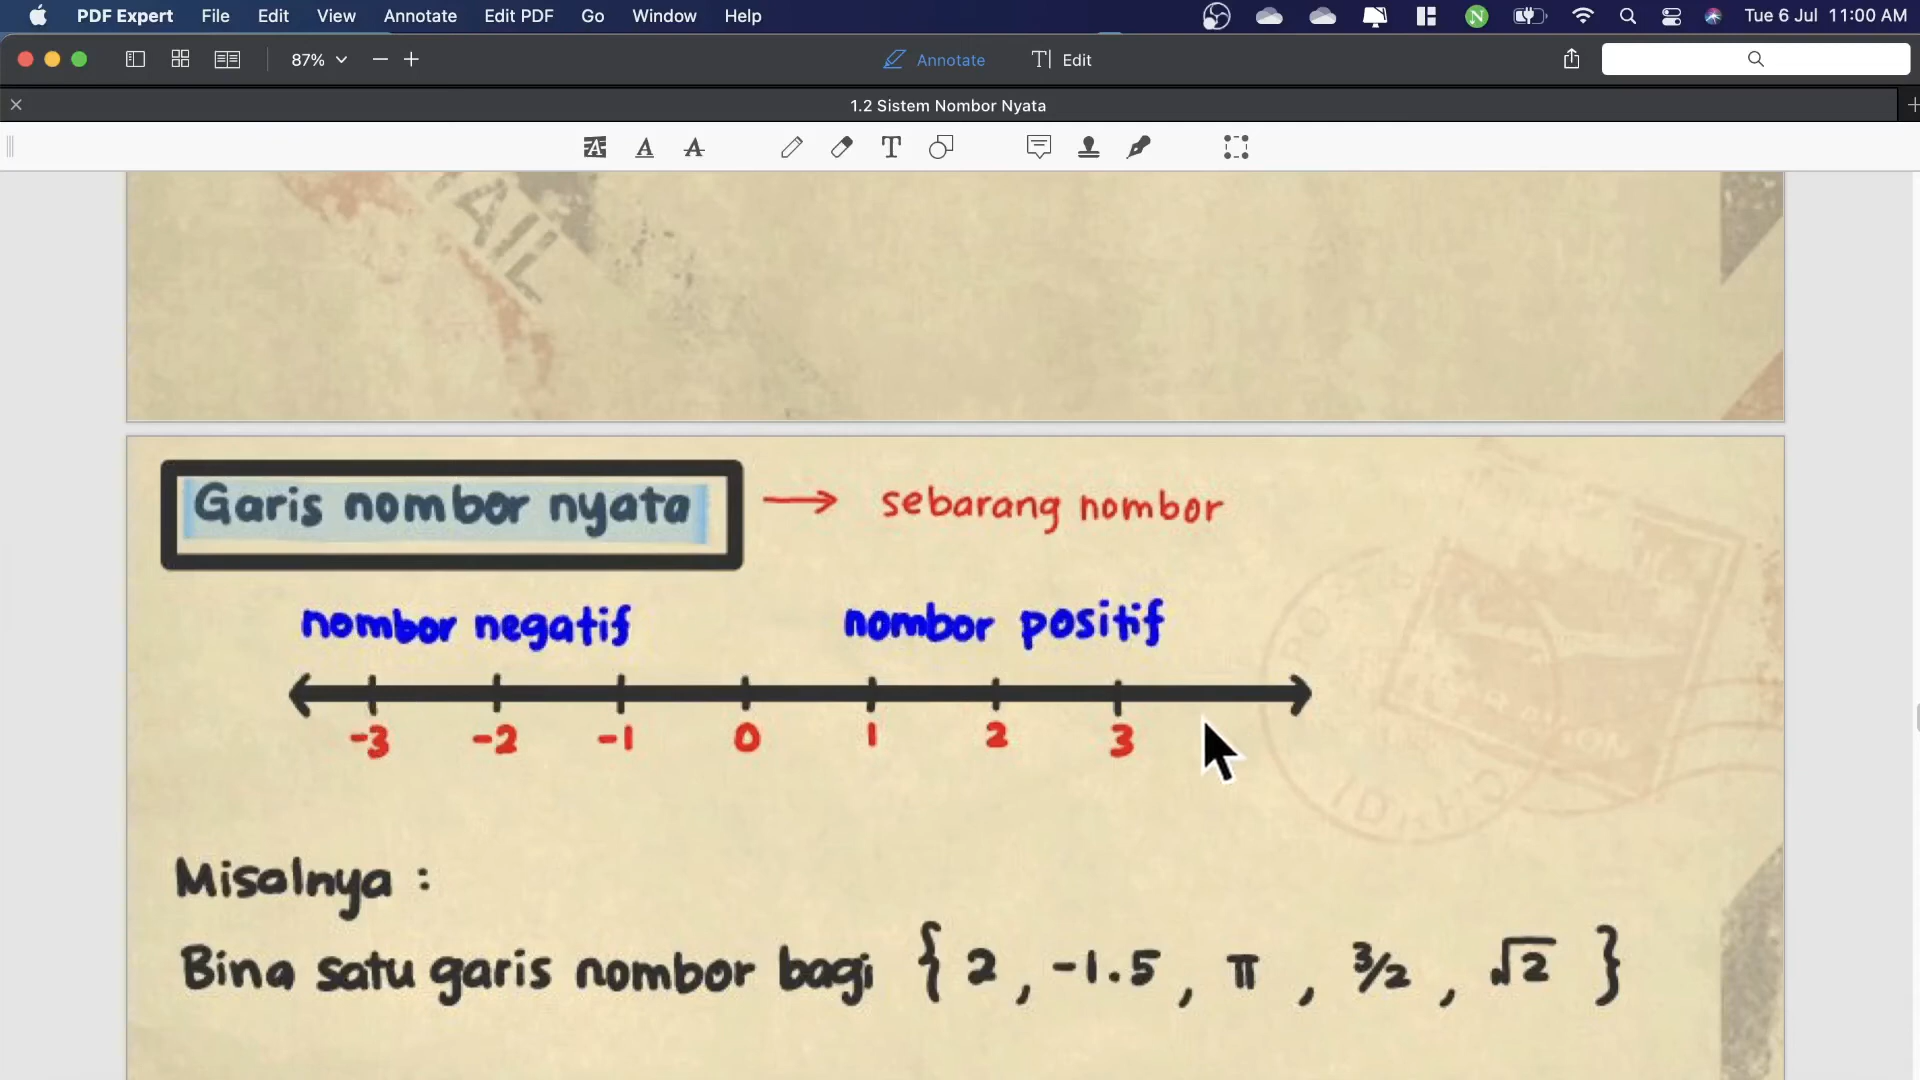 PDF Expert File Edit View Annotate Edit PDF Go Window Help Tue 6 Jul 11:00 AM
87% Annotate Edit
1.2 Sistem Nombor Nyata
Garis nombor nyata → sebarang nombor
nombor negatif nombor positif
-3 -2 -1 0 1 2 3
Misalnya :
Bina satu garis nombor bagi { 2 , -1.5 , π , 3/2 , √2 }